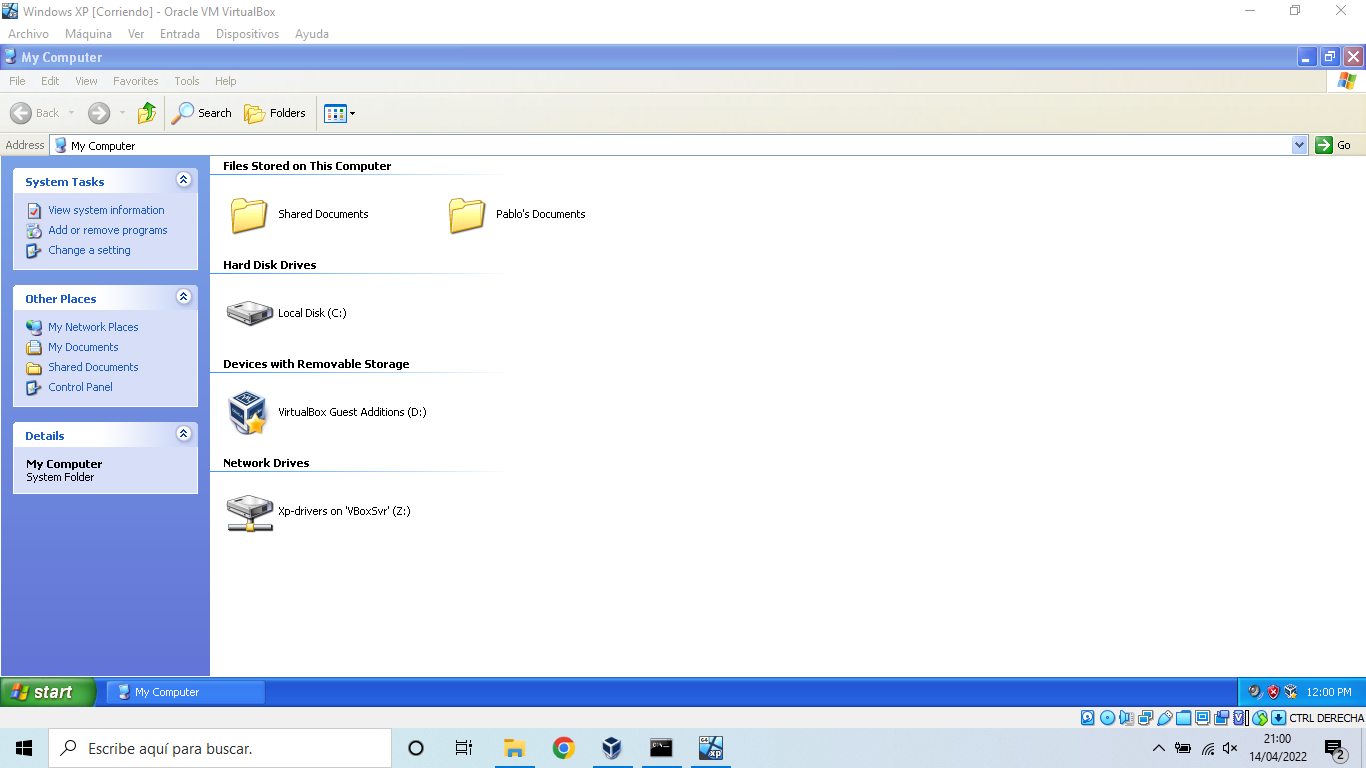 Windows XP [Corriendo] - Oracle VM VirtualBox
Archivo Máquina Ver Entrada Dispositivos Ayuda
My Computer
File Edit View Favorites Tools Help
Back Search Folders
Address My Computer Go
System Tasks
View system information
Add or remove programs
Change a setting
Other Places
My Network Places
My Documents
Shared Documents
Control Panel
Details
My Computer
System Folder
Files Stored on This Computer
Shared Documents Pablo's Documents
Hard Disk Drives
Local Disk (C:)
Devices with Removable Storage
VirtualBox Guest Additions (D:)
Network Drives
Xp-drivers on 'VBoxSvr' (Z:)
start My Computer 12:00 PM
CTRL DERECHA
Escribe aquí para buscar.
64
xp
21:00
14/04/2022
2